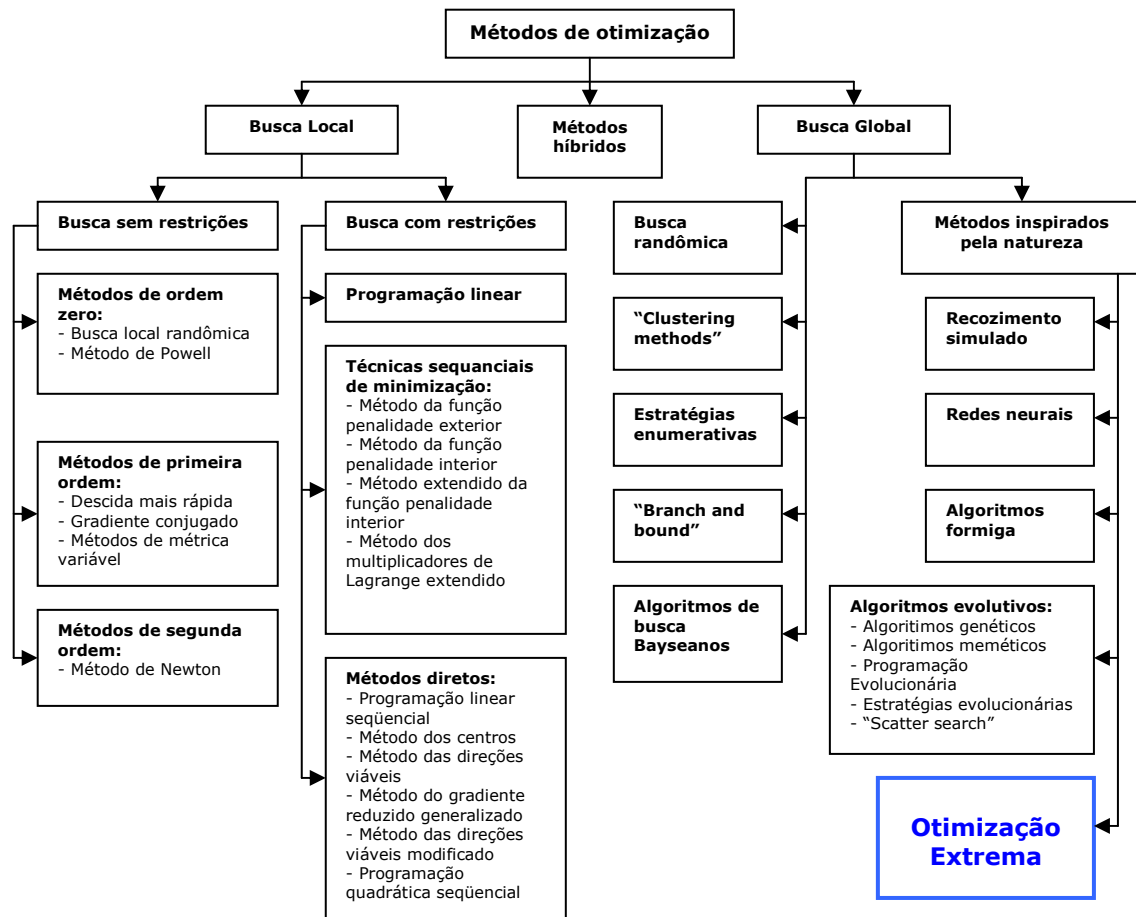 Métodos de otimização
Busca Local
Métodos
híbridos
Busca Global
Busca sem restrições
Métodos de ordem
zero:
- Busca local randômica
- Método de Powell
Métodos de primeira
ordem:
- Descida mais rápida
- Gradiente conjugado
- Métodos de métrica
variável
Métodos de segunda
ordem:
- Método de Newton
Busca com restrições
Programação linear
Técnicas sequanciais
de minimização:
- Método da função
penalidade exterior
- Método da função
penalidade interior
- Método extendido da
função penalidade
interior
- Método dos
multiplicadores de
Lagrange extendido
Métodos diretos:
- Programação linear
seqüencial
- Método dos centros
- Método das direções
viáveis
- Método do gradiente
reduzido generalizado
- Método das direções
viáveis modificado
- Programação
quadrática seqüencial
Busca
randômica
“Clustering
methods”
Estratégias
enumerativas
“Branch and
bound”
Algoritmos de
busca
Bayseanos
Métodos inspirados
pela natureza
Recozimento
simulado
Redes neurais
Algoritmos
formiga
Algoritmos evolutivos:
- Algoritimos genéticos
- Algoritimos meméticos
- Programação
Evolucionária
- Estratégias evolucionárias
- “Scatter search”
Otimização
Extrema